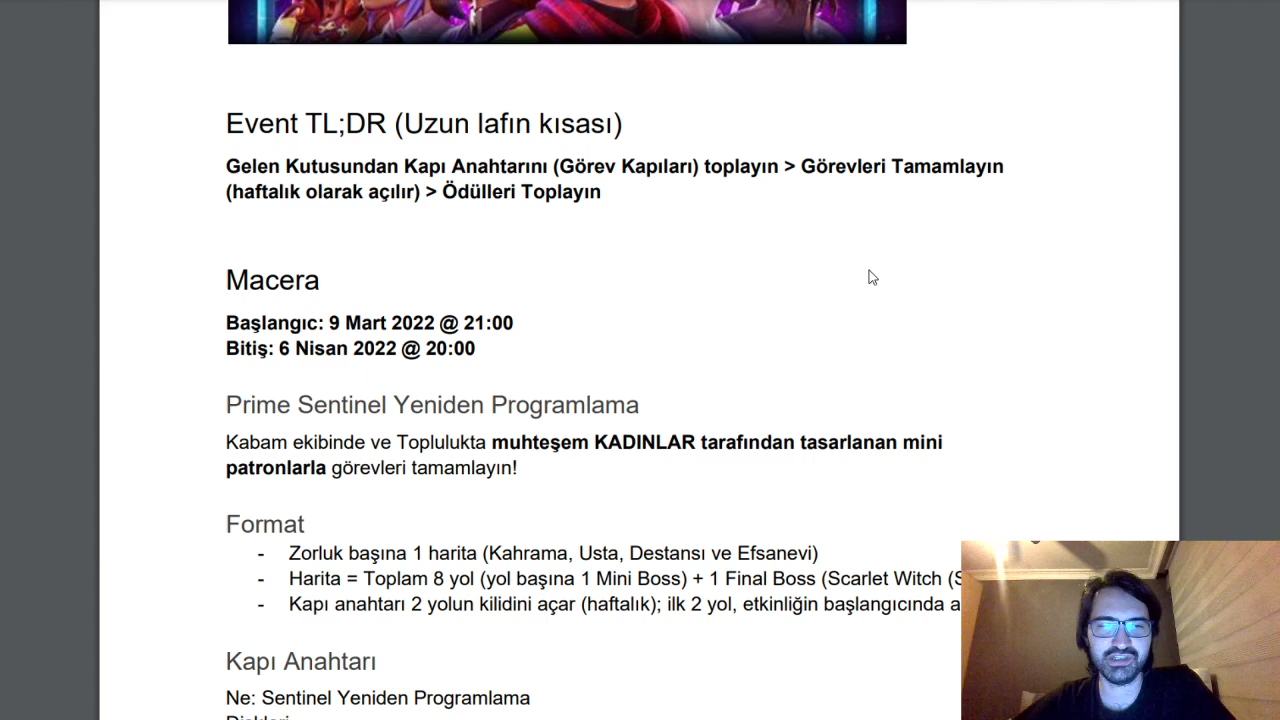 Event TL;DR (Uzun lafın kısası)
Gelen Kutusundan Kapı Anahtarını (Görev Kapıları) toplayın > Görevleri Tamamlayın
(haftalık olarak açılır) > Ödülleri Toplayın
Macera
Başlangıc: 9 Mart 2022 @ 21:00
Bitiş: 6 Nisan 2022 @ 20:00
Prime Sentinel Yeniden Programlama
Kabam ekibinde ve Toplulukta muhteşem KADINLAR tarafından tasarlanan mini
patronlarla görevleri tamamlayın!
Format
- Zorluk başına 1 harita (Kahrama, Usta, Destansı ve Efsanevi)
- Harita = Toplam 8 yol (yol başına 1 Mini Boss) + 1 Final Boss (Scarlet Witch (
- Kapı anahtarı 2 yolun kilidini açar (haftalık); ilk 2 yol, etkinliğin başlangıcında
Kapı Anahtarı
Ne: Sentinel Yeniden Programlama